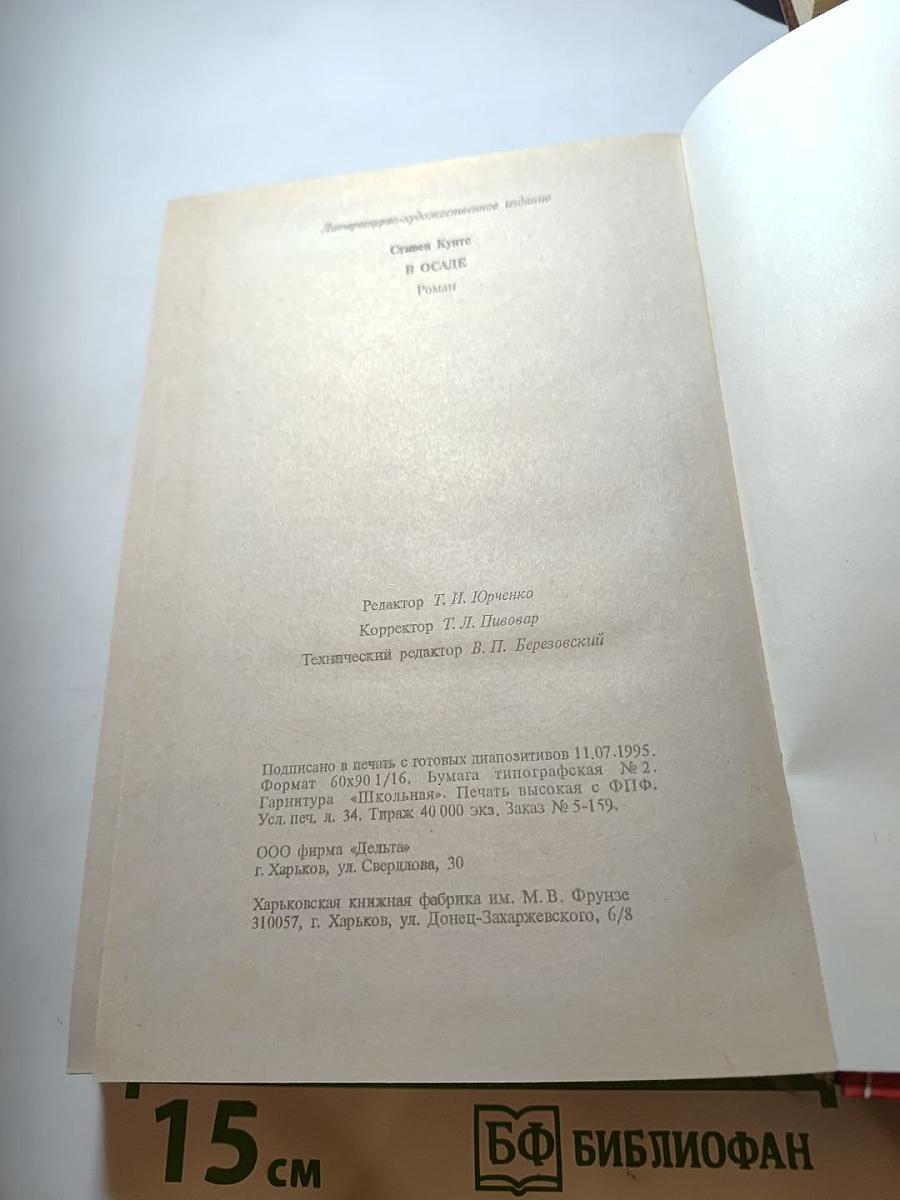 Литературно-художественное издание
Стивен Кунтс
В ОСАДЕ
Роман
Редактор Т. И. Юрченко
Корректор Т. Л. Пивовар
Технический редактор В. П. Березовский
Подписано в печать с готовых диапозитивов 11.07.1995.
Формат 60х90 1/16. Бумага типографская № 2.
Гарнитура «Школьная». Печать высокая с ФПФ.
Усл. печ. л. 34. Тираж 40 000 экз. Заказ № 5-159.
ООО фирма «Дельта»
г. Харьков, ул. Свердлова, 30
Харьковская книжная фабрика им. М. В. Фрунзе
310057, г. Харьков, ул. Донец-Захаржевского, 6/8
15 см
БФ БИБЛИОФАН